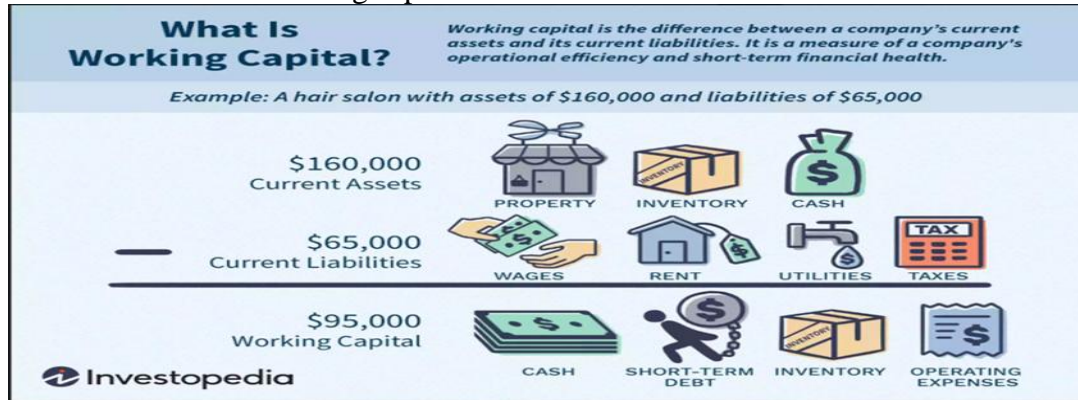 What Is
Working Capital?
Working capital is the difference between a company's current
assets and its current liabilities. It is a measure of a company's
operational efficiency and short-term financial health.
Example: A hair salon with assets of $160,000 and liabilities of $65,000
$160,000
Current Assets
PROPERTY
INVENTORY
INVENTORY
CASH
$65,000
Current Liabilities
WAGES
RENT
UTILITIES
TAX
TAXES
$95,000
Working Capital
CASH
SHORT-TERM
DEBT
INVENTORY
INVENTORY
OPERATING
EXPENSES
Investopedia